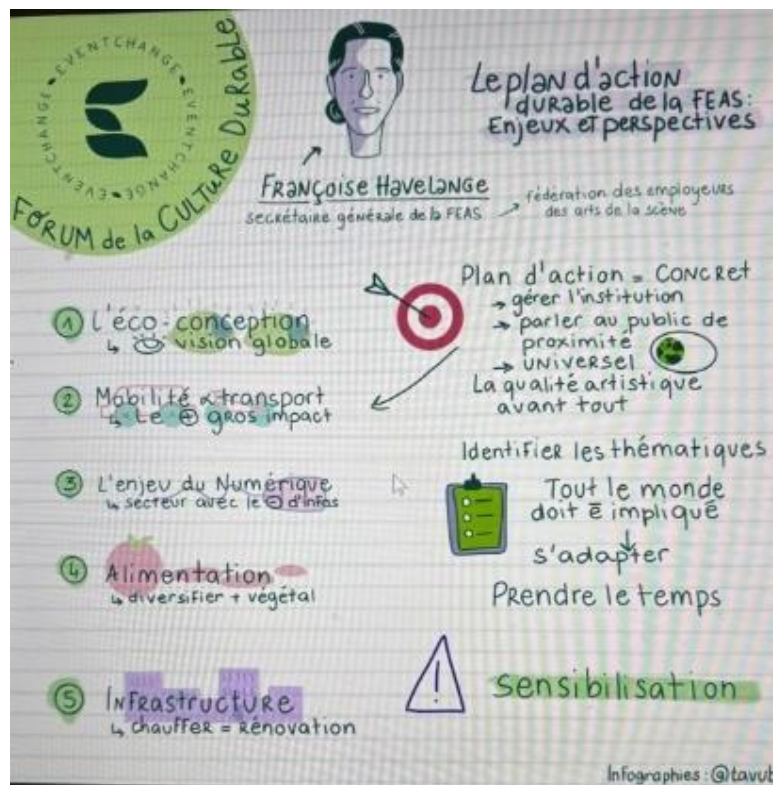 EVENTCHANGE • EVENTCHANGE • EVENTCHANGE • EVENTCHANGE •
FORUM de la CULTURE DURABLE
Le plan d'action
durable de la FEAS:
Enjeux et perspectives
Françoise Havelange
secrétaire générale de la FEAS
fédération des employeurs
des arts de la scène
① L'éco-conception
↳ vision globale
② Mobilité & transport
↳ Le ⊕ gros impact
③ L'enjeu du Numérique
↳ secteur avec le ⊖ d'infos
④ Alimentation
↳ diversifier + végétal
⑤ Infrastructure
↳ chauffer = Rénovation
Plan d'action = CONCRET
→ gérer l'institution
→ parler au public de
proximité
→ UNIVERSEL
La qualité artistique
avant tout
Identifier les thématiques
Tout le monde
doit ē impliqué
↓
s'adapter
Prendre le temps
!
sensibilisation
Infographies : @tavut